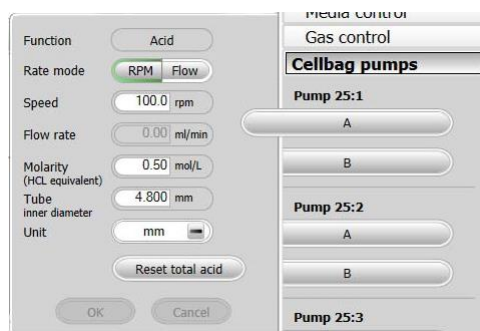 Function Acid
Rate mode RPM Flow
Speed 100.0 rpm
Flow rate 0.00 ml/min
Molarity 0.50 mol/L
(HCL equivalent)
Tube 4.800 mm
inner diameter
Unit mm
Reset total acid
OK Cancel
Media control
Gas control
Cellbag pumps
Pump 25:1
A
B
Pump 25:2
A
B
Pump 25:3